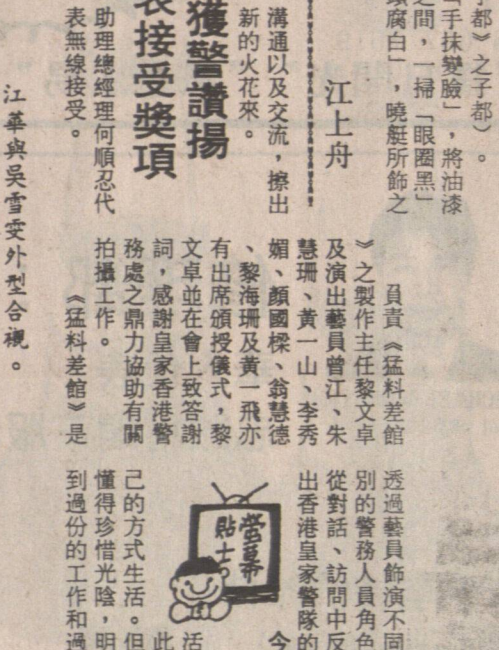 子都》之子都》。
「手抹變臉」，將油漆
之間，一掃「眼圈黑」
腐白」，曉艇所飾之
江上舟
溝通以及交流，擦出
新的火花來。
獲警讚揚
表接受獎項
助理總經理何順忍代
表無線接受。
員責《猛料差館
》之製作主任黎文卓
及演出藝員曾江、朱
慧珊、黃一山、李秀
媚、顏國樑、翁慧德
、黎海珊及黃一飛亦
有出席頒授儀式，黎
文卓並在會上致答謝
詞，感謝皇家香港警
務處之鼎力協助有關
拍攝工作。
《猛料差館》是
透過藝員飾演不同
別的警務人員角色
從對話、訪問中反
出香港皇家警隊的
今
螢幕
貼士
活
此
己的方式生活。但
懂得珍惜光陰，明
到過份的工作和過
江華與吳雪雯外型合襯。